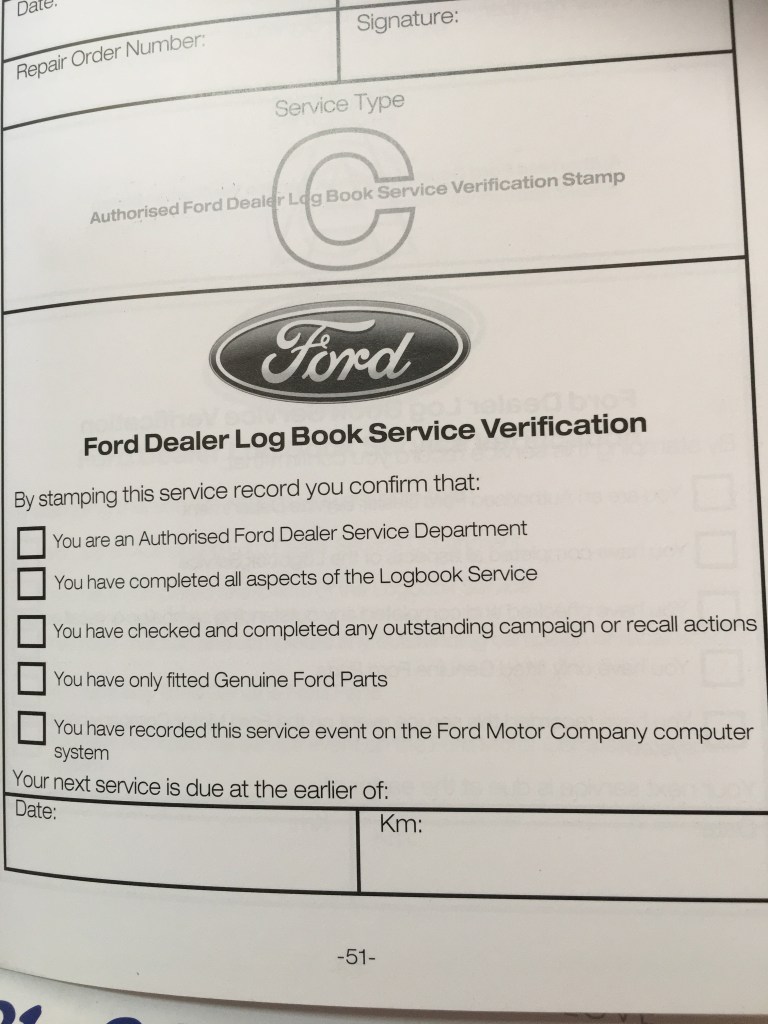 Date:
Signature:
Repair Order Number:
Service Type
C
Authorised Ford Dealer Log Book Service Verification Stamp
Ford
Ford Dealer Log Book Service Verification
By stamping this service record you confirm that:
You are an Authorised Ford Dealer Service Department
You have completed all aspects of the Logbook Service
You have checked and completed any outstanding campaign or recall actions
You have only fitted Genuine Ford Parts
You have recorded this service event on the Ford Motor Company computer
system
Your next service is due at the earlier of:
Date:
Km:
-51-